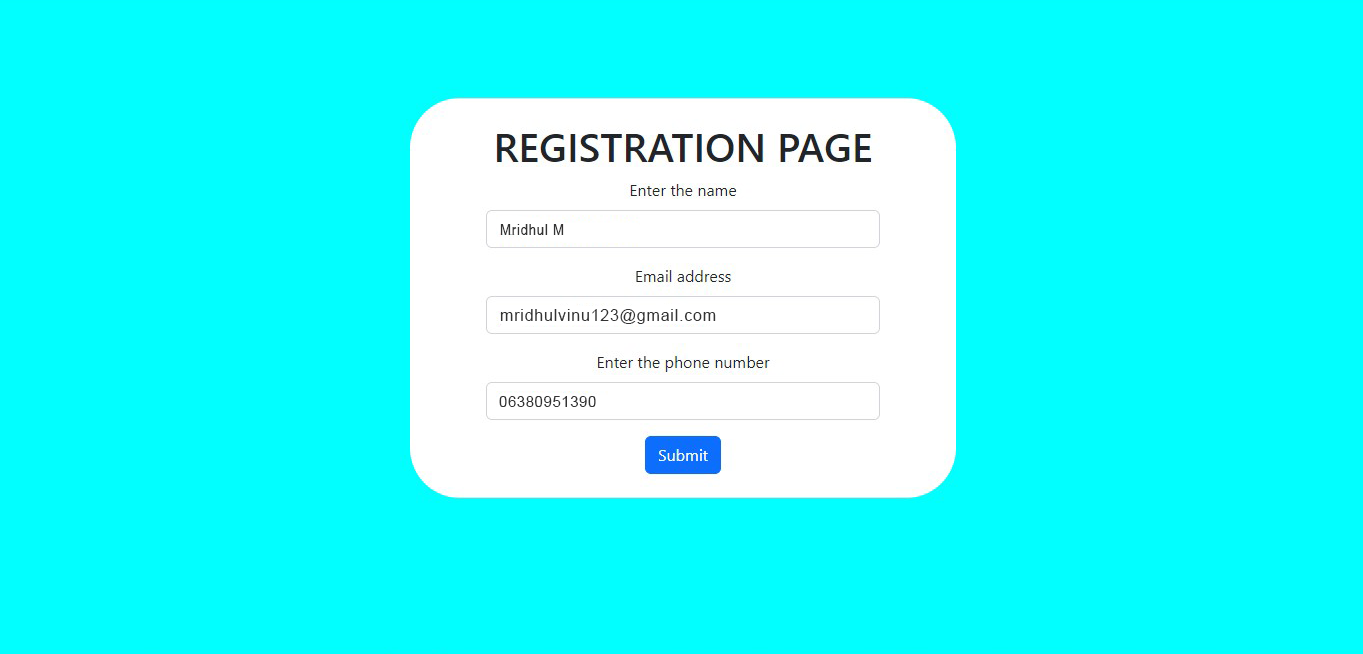 REGISTRATION PAGE
Enter the name
Mridhul M
Email address
mridhulvinu123@gmail.com
Enter the phone number
06380951390
Submit